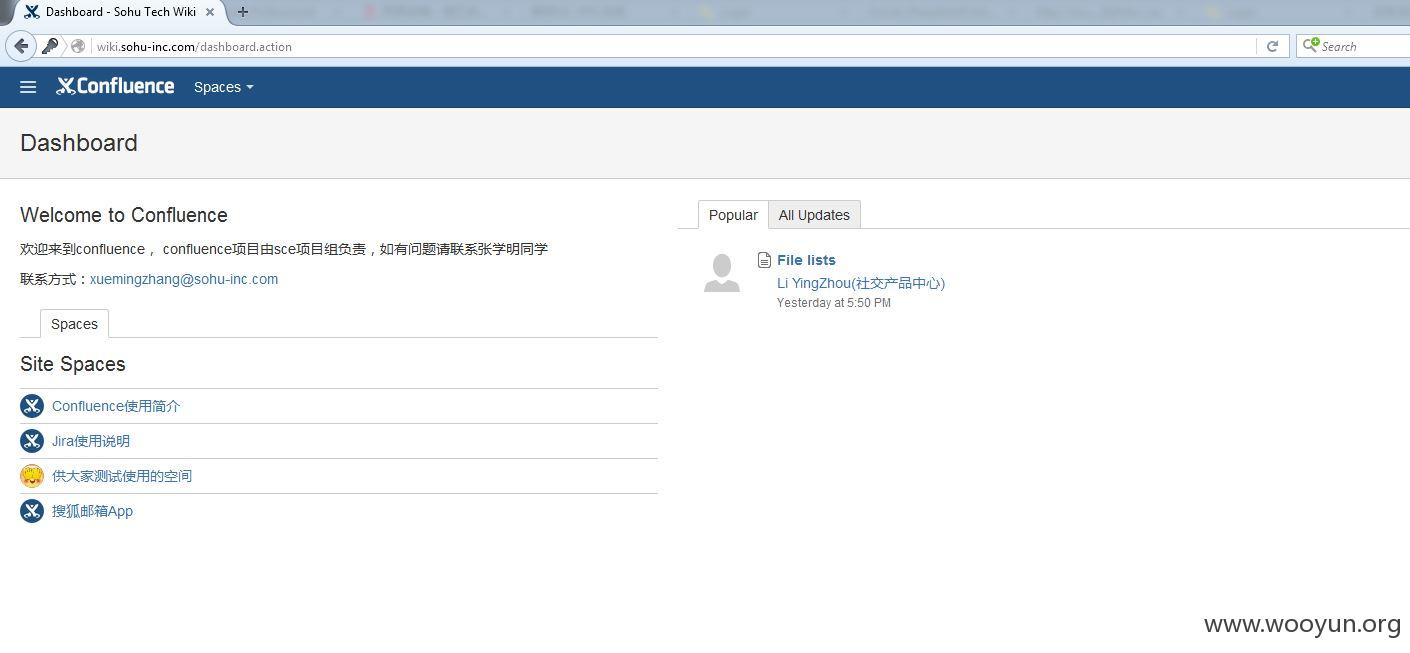 Dashboard - Sohu Tech Wiki
wiki.sohu-inc.com/dashboard.action
Search
Confluence Spaces
Dashboard
Welcome to Confluence
欢迎来到confluence , confluence项目由sce项目组负责,如有问题请联系张学明同学
联系方式:xuemingzhang@sohu-inc.com
Spaces
Site Spaces
Confluence使用简介
Jira使用说明
供大家测试使用的空间
搜狐邮箱App
Popular All Updates
File lists
Li YingZhou(社交产品中心)
Yesterday at 5:50 PM
www.wooyun.org